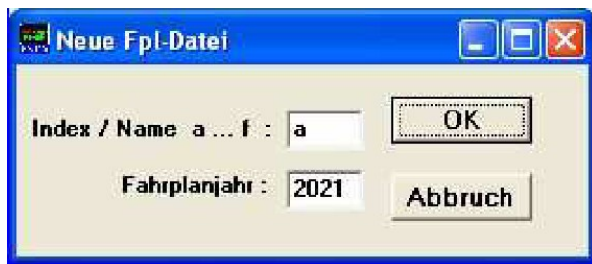 Neue Fpl-Datei
Index / Name a ... f : a
OK
Fahrplanjahr : 2021
Abbruch